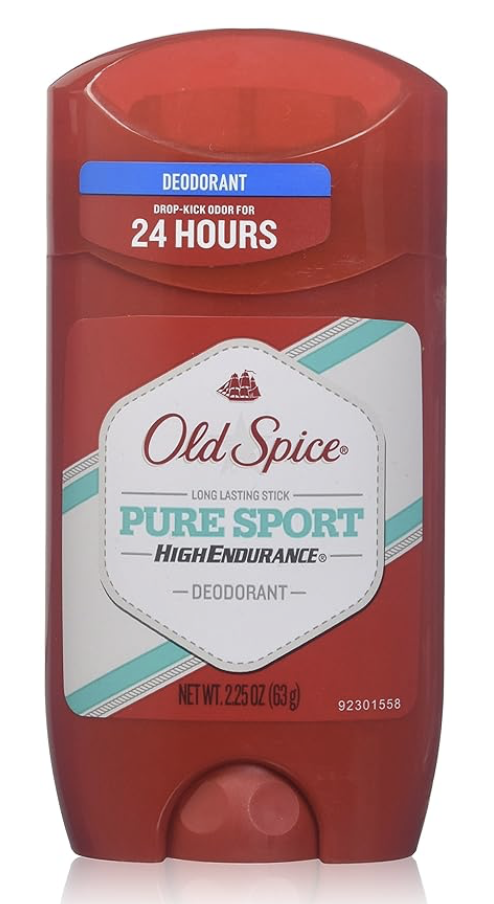 DEODORANT
DROP-KICK ODOR FOR
24 HOURS
Old Spice®
LONG LASTING STICK
PURE SPORT
HIGHENDURANCE®
DEODORANT
NET WT. 2.25 OZ (63g)
92301558